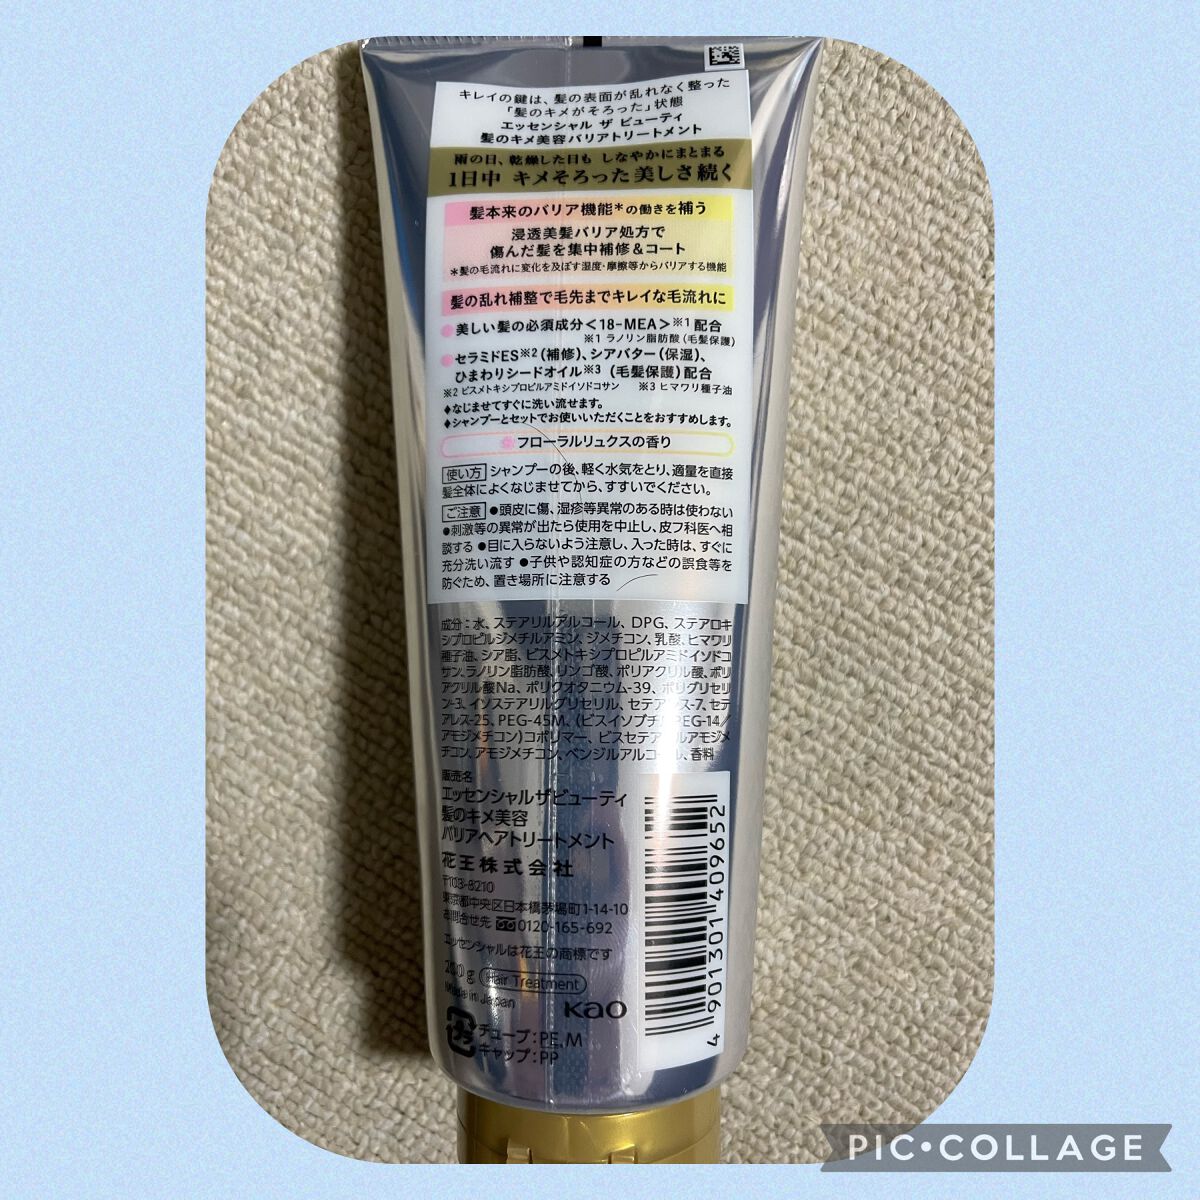 キレイの鍵は、髪の表面が乱れなく整った
「髪のキメがそろった」状態
エッセンシャル ザ ビューティ
髪のキメ美容バリアトリートメント
雨の日、乾燥した日も しなやかにまとまる
1日中 キメそろった美しさ続く
髪本来のバリア機能*の働きを補う
浸透美髪バリア処方で
傷んだ髪を集中補修&コート
*髪の毛流れに変化を及ぼす湿度・摩擦等からバリアする機能
髪の乱れ補整で毛先までキレイな毛流れに
美しい髪の必須成分<18-MEA>※1配合
※1 ラノリン脂肪酸(毛髪保護)
セラミドES※2(補修)、シアバター(保湿)、
ひまわりシードオイル※3(毛髪保護)配合
※2 ビスメトキシプロピルアミドイソドコサン ※3 ヒマワリ種子油
♦なじませてすぐに洗い流せます。
♦シャンプーとセットでお使いいただくことをおすすめします。
フローラルリュクスの香り
使い方 シャンプーの後、軽く水気をとり、適量を直接
髪全体によくなじませてから、すすいでください。
ご注意 ●頭皮に傷、湿疹等異常のある時は使わない
●刺激等の異常が出たら使用を中止し、皮フ科医へ相
談する ●目に入らないよう注意し、入った時は、すぐに
充分洗い流す ●子供や認知症の方などの誤食等を
防ぐため、置き場所に注意する
成分:水、ステアリルアルコール、DPG、ステアロキ
シプロピルジメチルアミン、ジメチコン、乳酸、ヒマワリ
種子油、シア脂、ビスメトキシプロピルアミドイソドコ
サン、ラノリン脂肪酸、リンゴ酸、ポリアクリル酸、ポリ
アクリル酸Na、ポリクオタニウム-39、ポリグリセリ
ン-3、イソステアリルグリセリル、セテアレス-7、セテ
アレス-25、PEG-45M、(ビスイソブチルPEG-14/
アモジメチコン)コポリマー、ビスセテアリルアモジメ
チコン、アモジメチコン、ベンジルアルコール、香料
販売名
エッセンシャルザビューティ
髪のキメ美容
バリアヘアトリートメント
花王株式会社
〒103-8210
東京都中央区日本橋茅場町1-14-10
お問合せ先 0120-165-692
エッセンシャルは花王の商標です
200g Hair Treatment
Made in Japan
Kao
チューブ:PE,M
キャップ:PP
4 901301 409652
PIC•COLLAGE